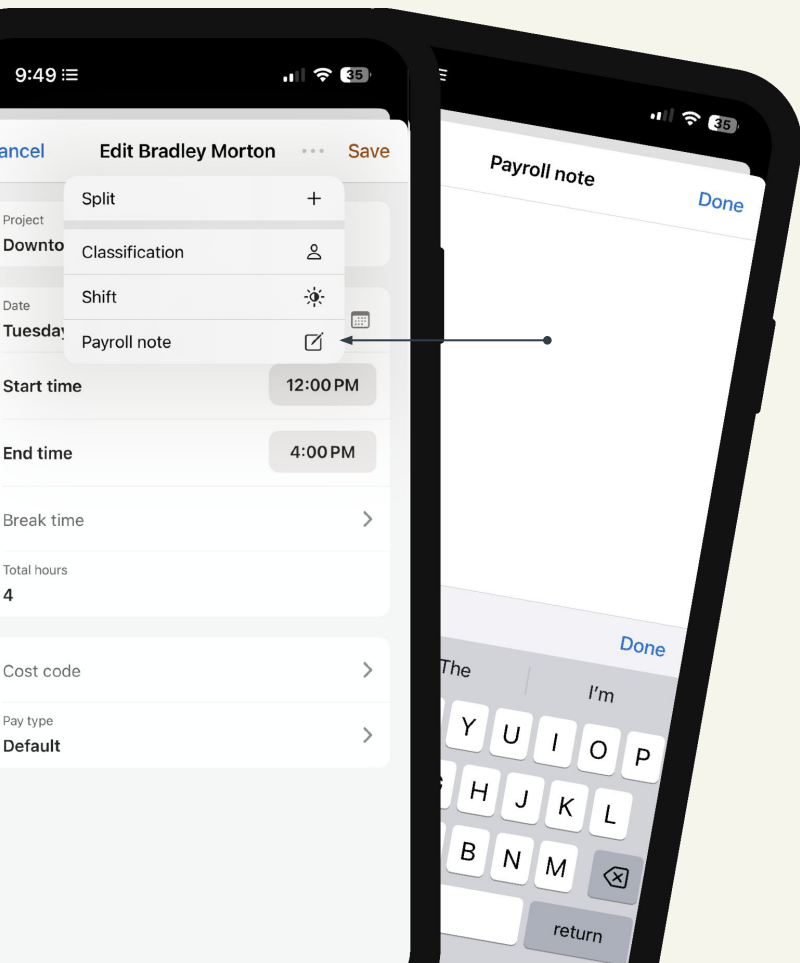 9:49
35
ancel
Edit Bradley Morton
Save
Split
Project
Downto
Classification
Shift
Date
Tuesday
Payroll note
Start time
12:00 PM
End time
4:00 PM
Break time
Total hours
4
Cost code
Pay type
Default
35
Payroll note
Done
Done
The
I'm
Y U I O P
H J K L
B N M
return